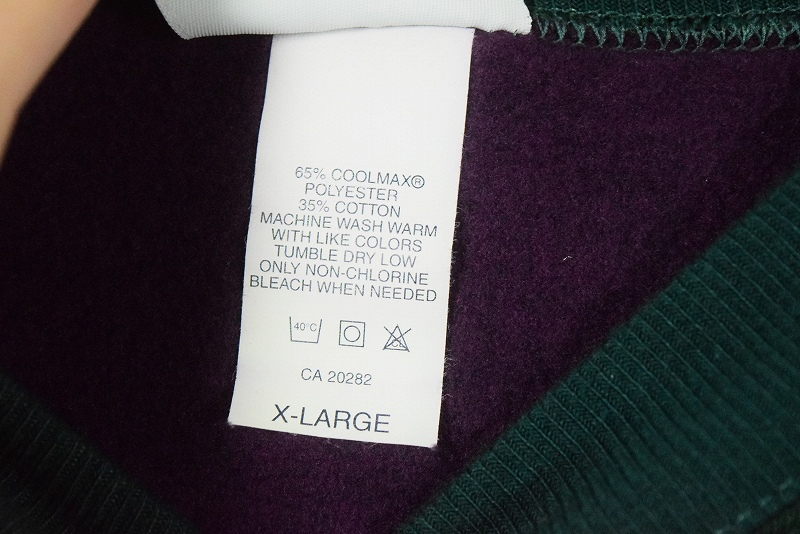 65% COOLMAX®
POLYESTER
35% COTTON
MACHINE WASH WARM
WITH LIKE COLORS
TUMBLE DRY LOW
ONLY NON-CHLORINE
BLEACH WHEN NEEDED
40°C CL
CA 20282
X-LARGE